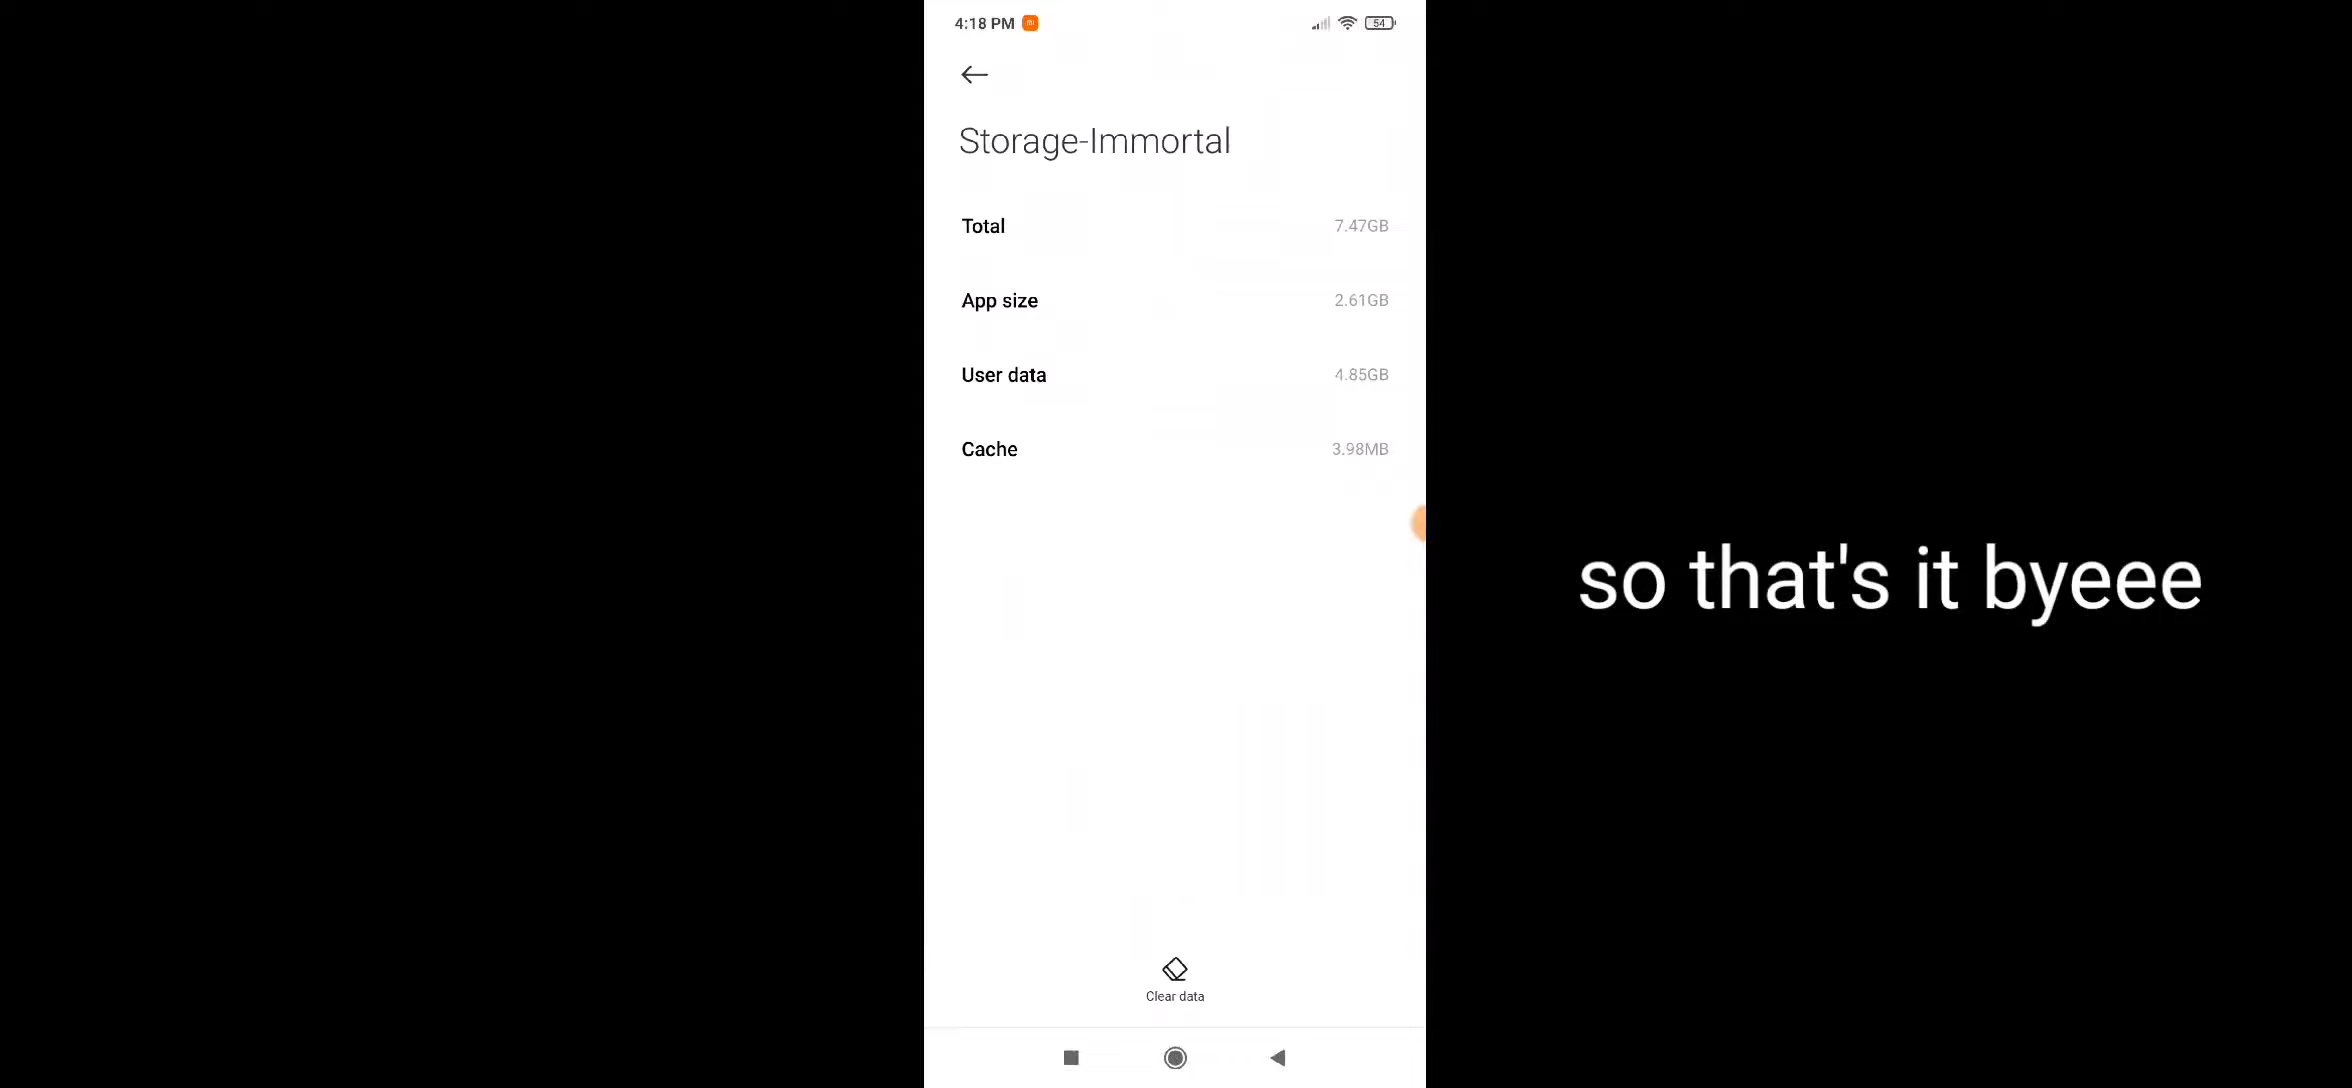 4:18 PM
54
Storage-Immortal
Total 7.47GB
App size 2.61GB
User data 4.85GB
Cache 3.98MB
so that's it byeee
Clear data